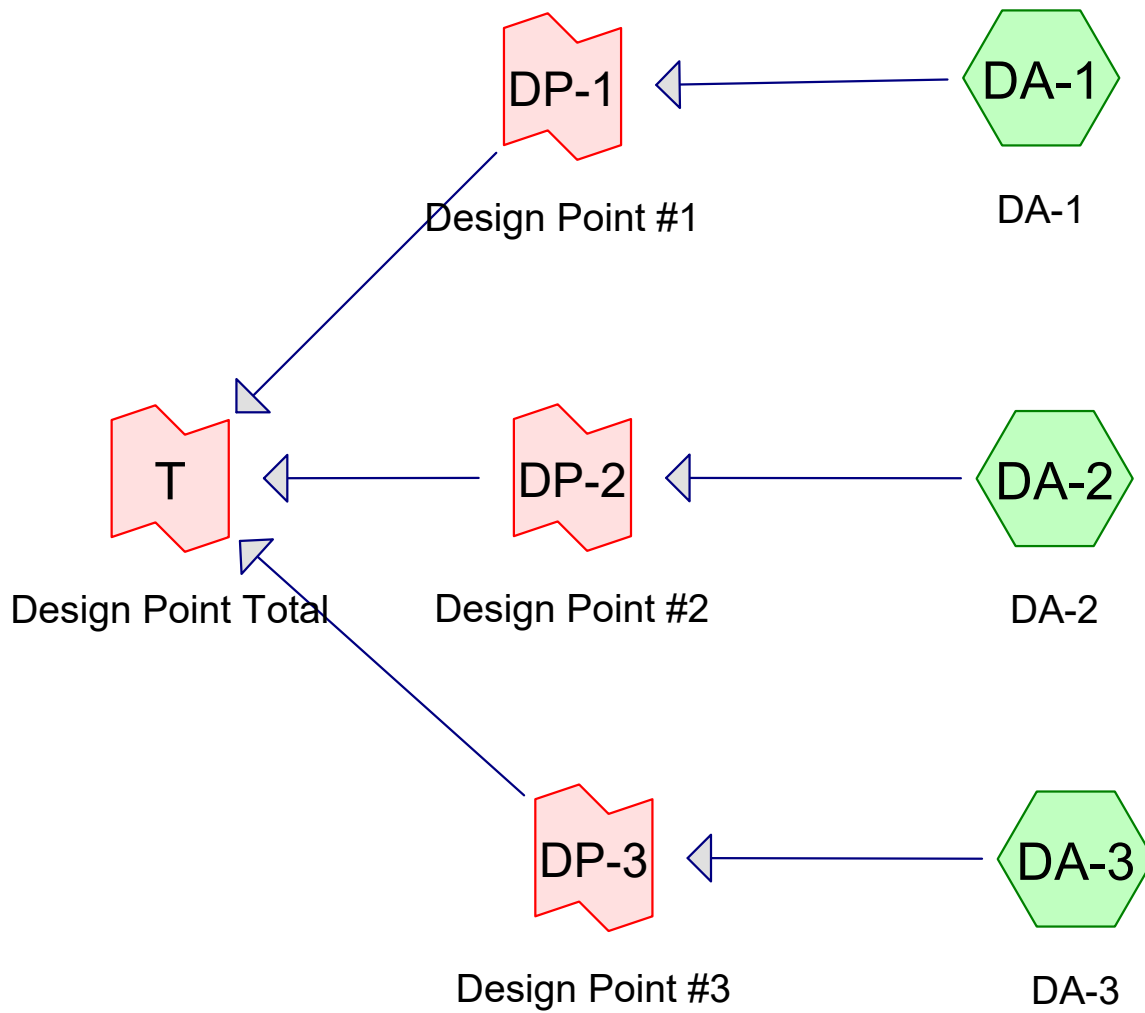 DP-1
DA-1
Design Point #1
DA-1
T
DP-2
DA-2
Design Point Total
Design Point #2
DA-2
DP-3
DA-3
Design Point #3
DA-3